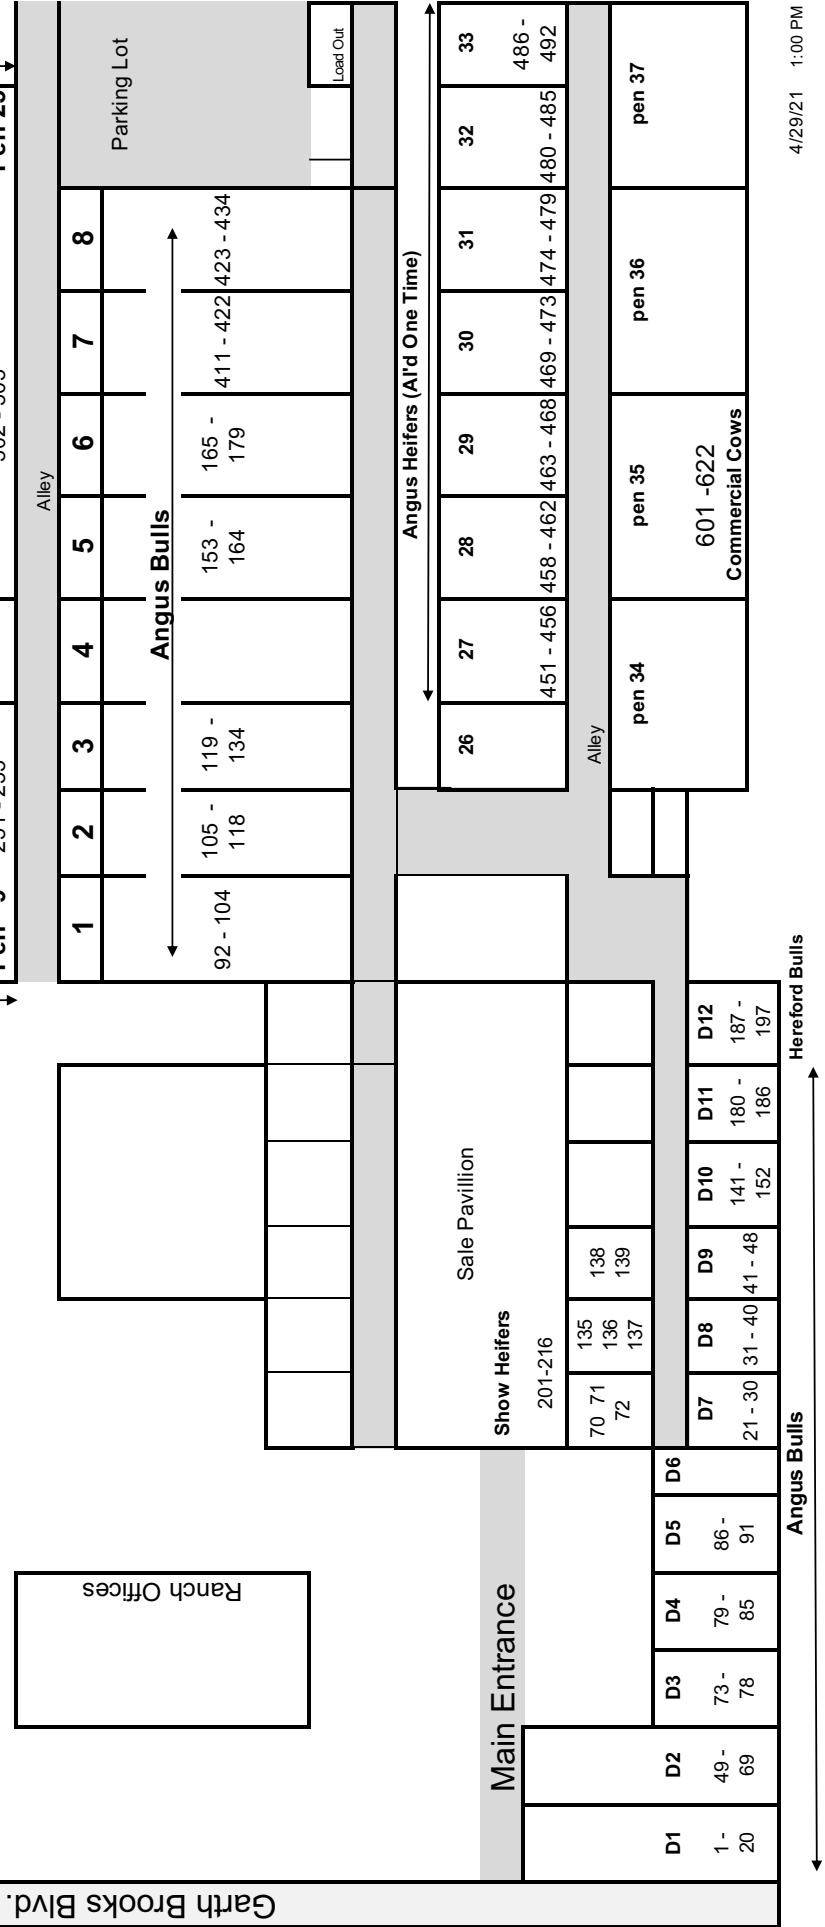 Garth Brooks Blvd.
Alley
Parking Lot
1
2
3
4
5
6
7
8
Angus Bulls
92 - 104
105 -
118
119 -
134
153 -
164
165 -
179
411 - 422
423 - 434
Ranch Offices
Load Out
Angus Heifers (AI'd One Time)
26
27
28
29
30
31
32
33
451 - 456
458 - 462
463 - 468
469 - 473
474 - 479
480 - 485
486 -
492
Sale Pavillion
Main Entrance
Show Heifers
201-216
70 71
72
135
136
137
138
139
Alley
pen 34
pen 35
pen 36
pen 37
601 -622
Commercial Cows
D1
D2
D3
D4
D5
D6
D7
D8
D9
D10
D11
D12
1 -
20
49 -
69
73 -
78
79 -
85
86 -
91
21 - 30
31 - 40
41 - 48
141 -
152
180 -
186
187 -
197
Angus Bulls
Hereford Bulls
4/29/21 1:00 PM